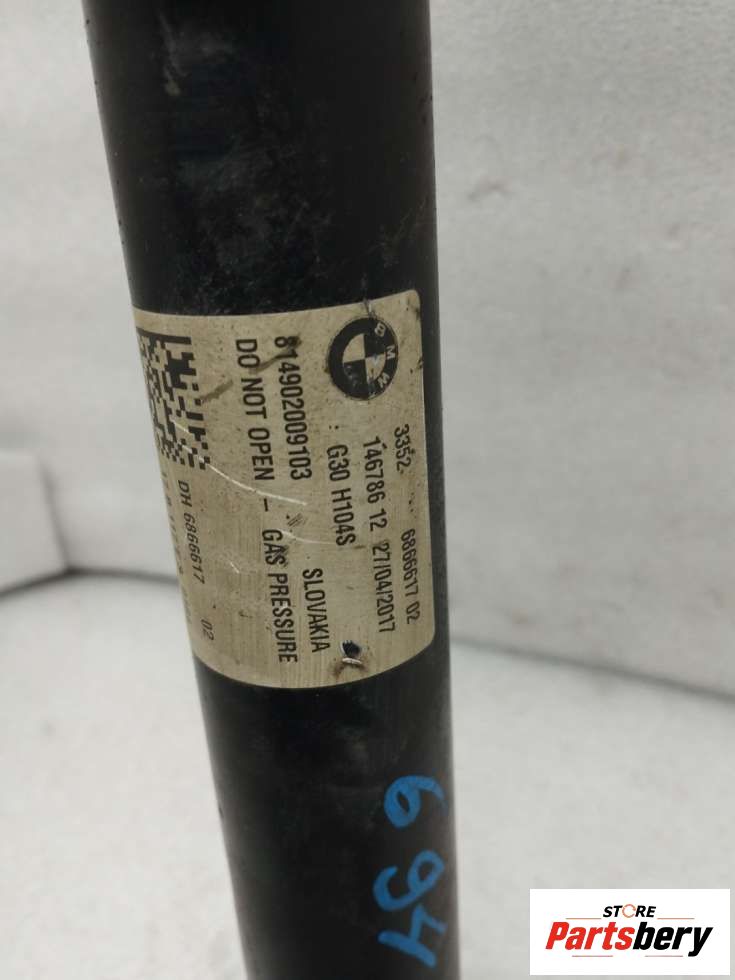 BMW
3352- 6866617 02
146786 12 27/04/2017
G30 H104S
SLOVAKIA
814902009103
DO NOT OPEN - GAS PRESSURE
DH 6866617 02
694
STORE
Partsbery